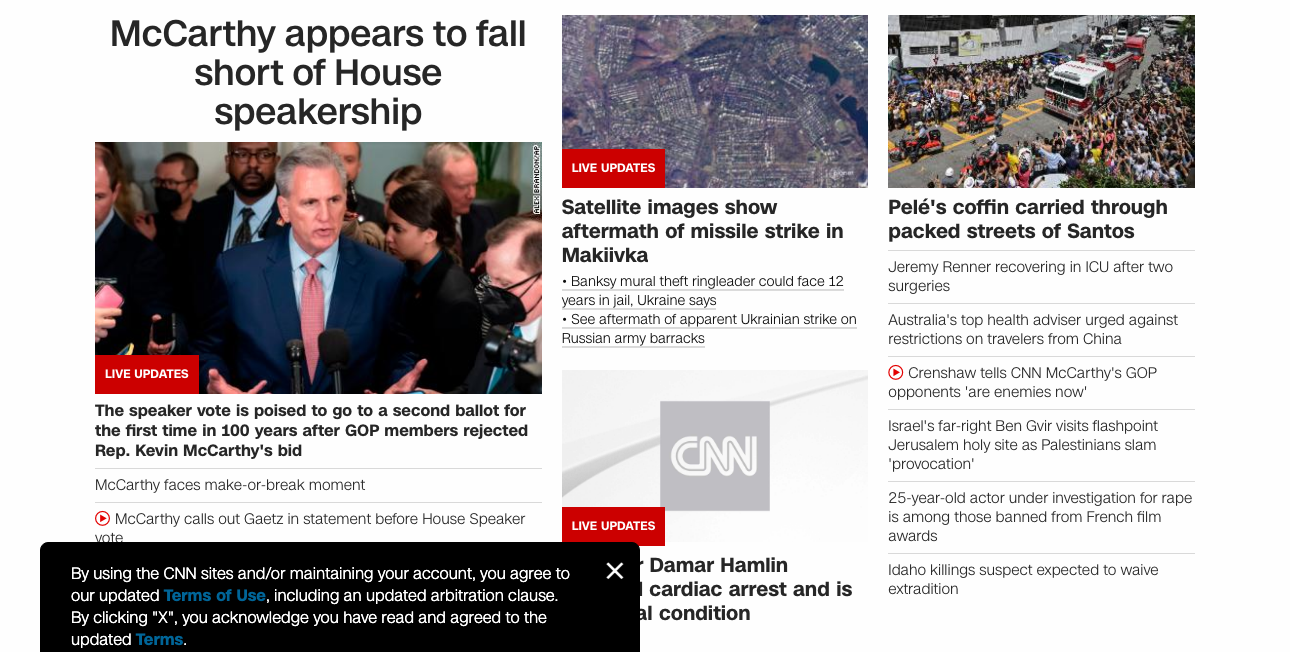 McCarthy appears to fall
short of House
speakership
ALEX BRANDON/AP
LIVE UPDATES
The speaker vote is poised to go to a second ballot for
the first time in 100 years after GOP members rejected
Rep. Kevin McCarthy's bid
McCarthy faces make-or-break moment
McCarthy calls out Gaetz in statement before House Speaker
vote
By using the CNN sites and/or maintaining your account, you agree to
our updated Terms of Use, including an updated arbitration clause.
By clicking "X", you acknowledge you have read and agreed to the
updated Terms.
LIVE UPDATES
Satellite images show
aftermath of missile strike in
Makiivka
• Banksy mural theft ringleader could face 12
years in jail, Ukraine says
• See aftermath of apparent Ukrainian strike on
Russian army barracks
CNN
LIVE UPDATES
Damar Hamlin
cardiac arrest and is
condition
Pelé's coffin carried through
packed streets of Santos
Jeremy Renner recovering in ICU after two
surgeries
Australia's top health adviser urged against
restrictions on travelers from China
Crenshaw tells CNN McCarthy's GOP
opponents 'are enemies now'
Israel's far-right Ben Gvir visits flashpoint
Jerusalem holy site as Palestinians slam
'provocation'
25-year-old actor under investigation for rape
is among those banned from French film
awards
Idaho killings suspect expected to waive
extradition